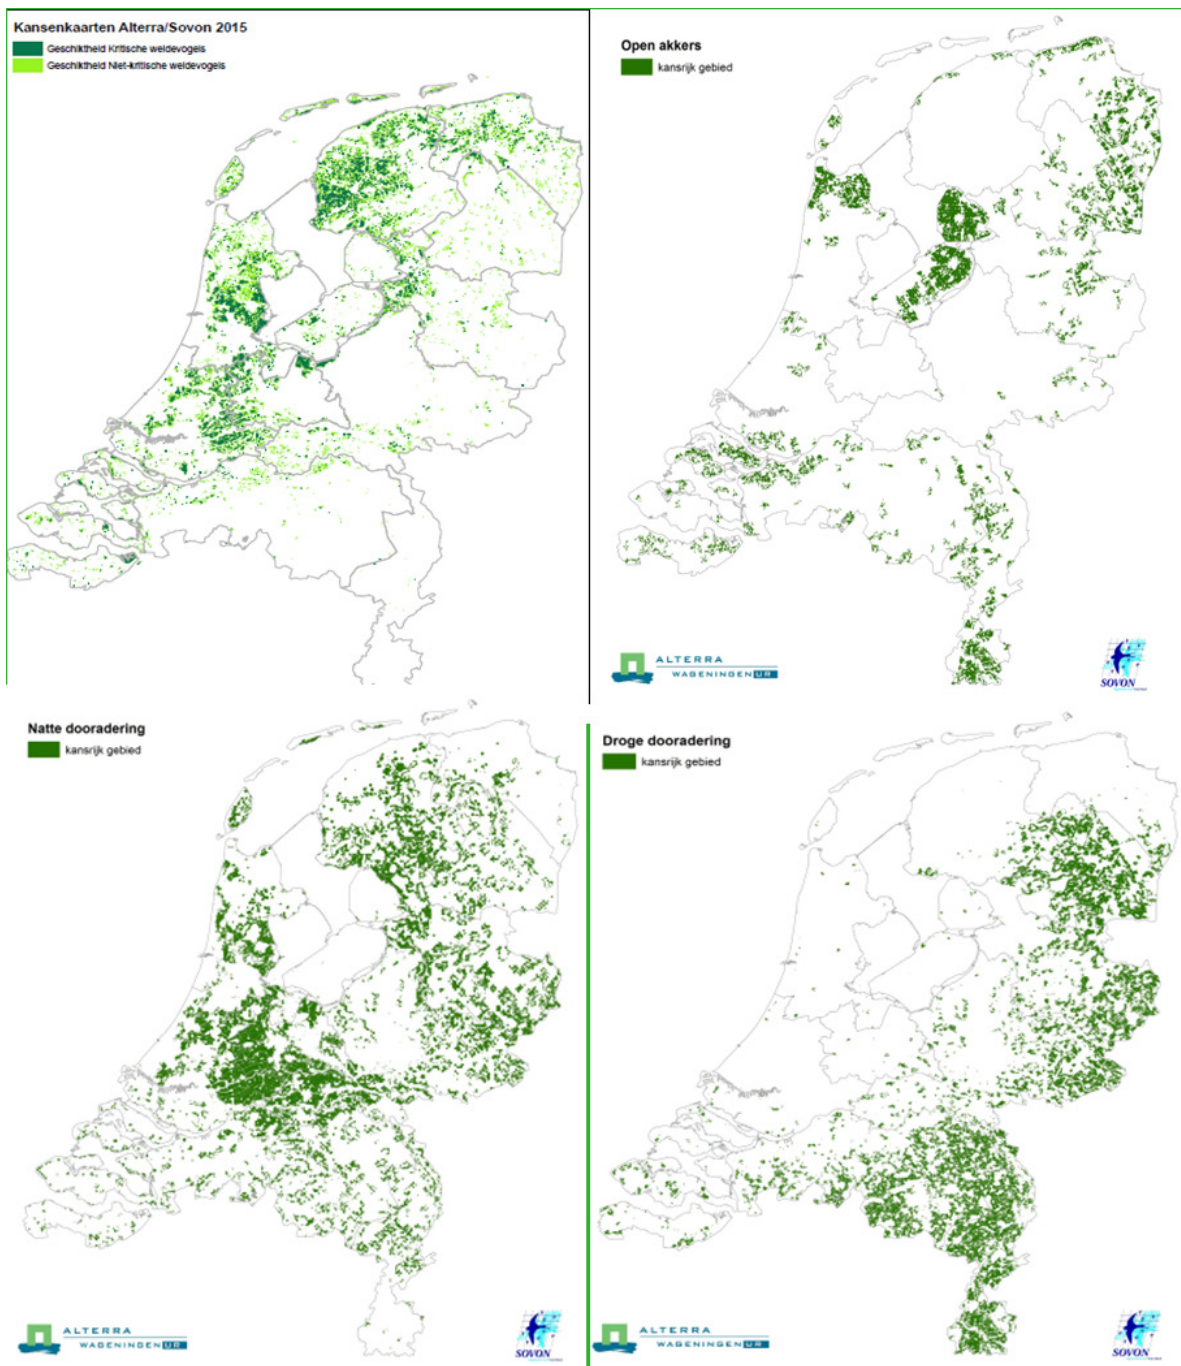 Kansenkaarten Alterra/Sovon 2015
Geschiktheid Kritische weidevogels
Geschiktheid Niet-kritische weidevogels
Open akkers
kansrijk gebied
ALTERRA
WAGENINGEN UR
SOVON
Natte dooradering
kansrijk gebied
ALTERRA
WAGENINGEN UR
SOVON
Droge dooradering
kansrijk gebied
ALTERRA
WAGENINGEN UR
SOVON